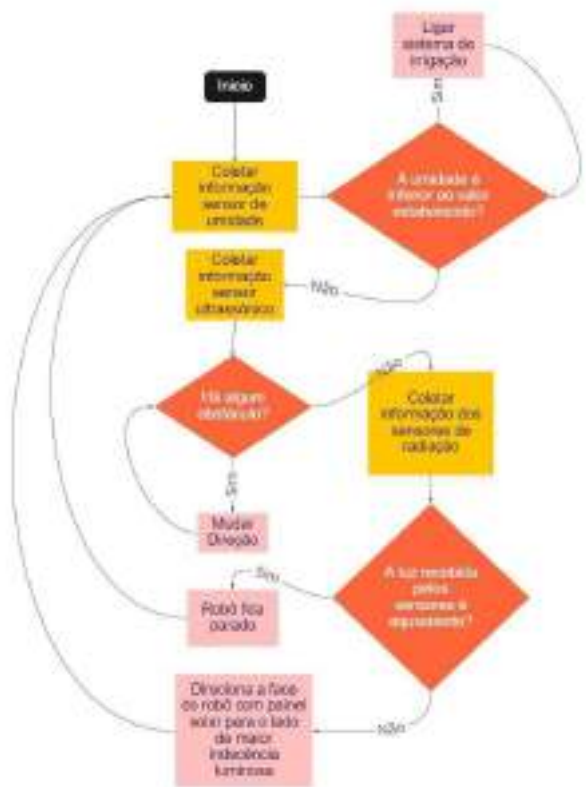 Ligar
sistema de
irrigação
Sim
Início
Coletar
informação
sensor de
umidade
A umidade é
inferior ao valor
estabelecido?
Coletar
informação
sensor
ultrassônico
Não
Há algum
obstáculo?
Não
Coletar
informação dos
sensores de
radiação
Sim
Mudar
Direção
Sim
A luz recebida
pelos
sensores é
equivalente?
Robô fica
parado
Direciona a face
do robô com painel
solar para o lado
de maior
luminosa
Não